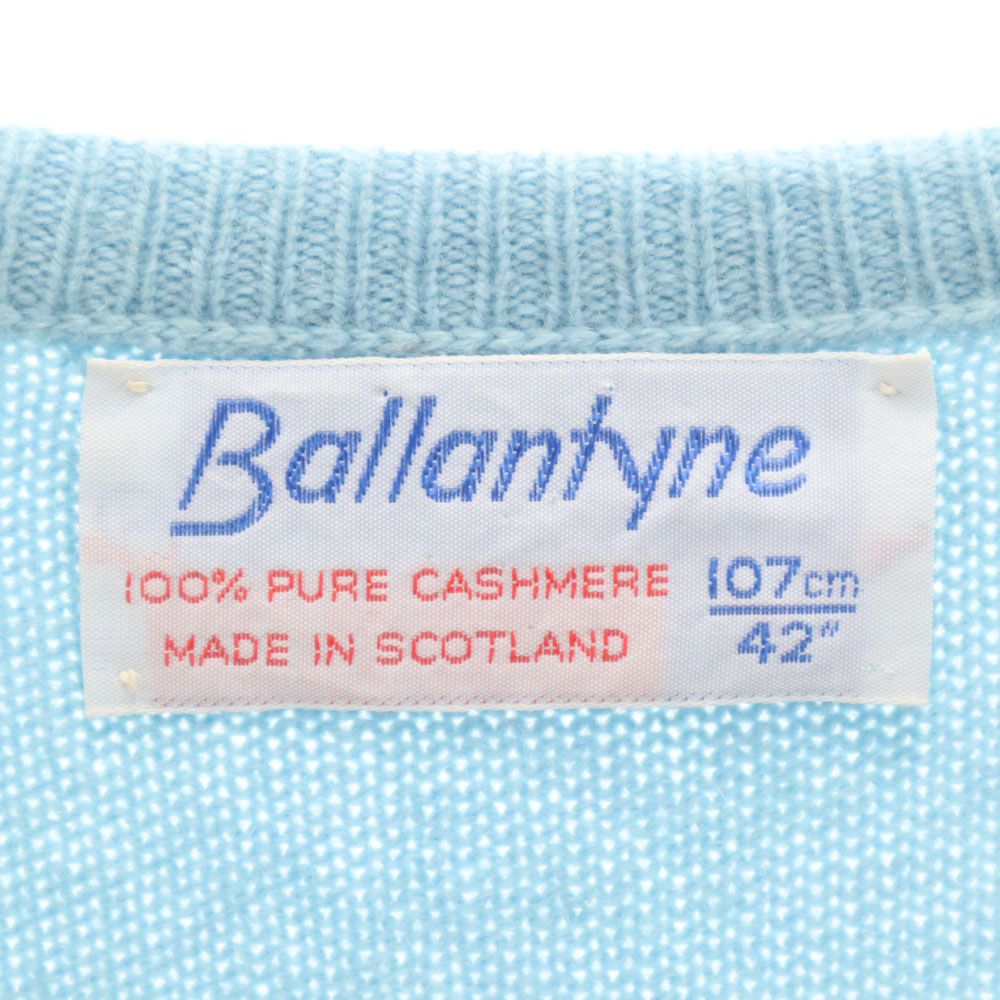 Ballantyne
100% PURE CASHMERE
MADE IN SCOTLAND
107cm
42"